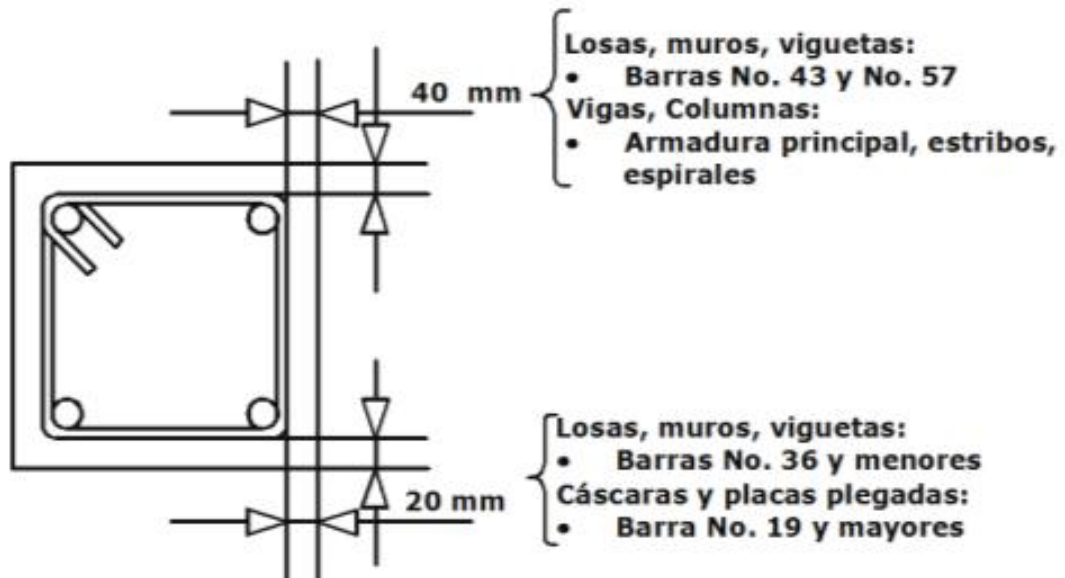 40 mm
Losas, muros, viguetas:
• Barras No. 43 y No. 57
Vigas, Columnas:
• Armadura principal, estribos,
espirales
20 mm
Losas, muros, viguetas:
• Barras No. 36 y menores
Cáscaras y placas plegadas:
• Barra No. 19 y mayores